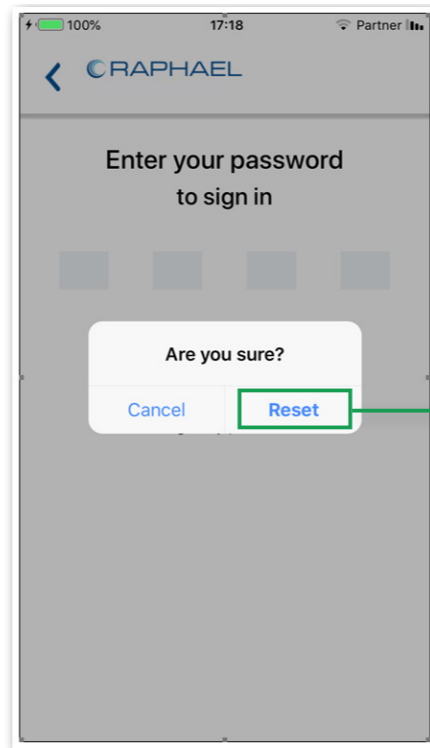 100% 17:18 Partner
RAPHAEL
Enter your password
to sign in
Are you sure?
Cancel Reset